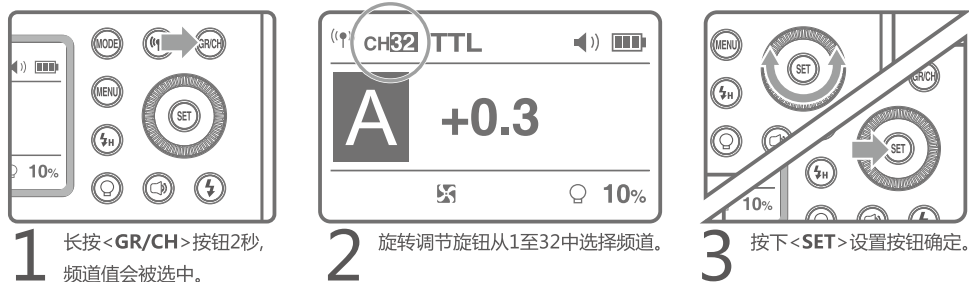 MODE
GR/CH
MENU
SET
H
10%
CH32 TTL
A
+0.3
10%
MENU
SET
H
GR/CH
SET
H
10%
1 长按<GR/CH>按钮2秒,
频道值会被选中。
2 旋转调节旋钮从1至32中选择频道。
3 按下<SET>设置按钮确定。